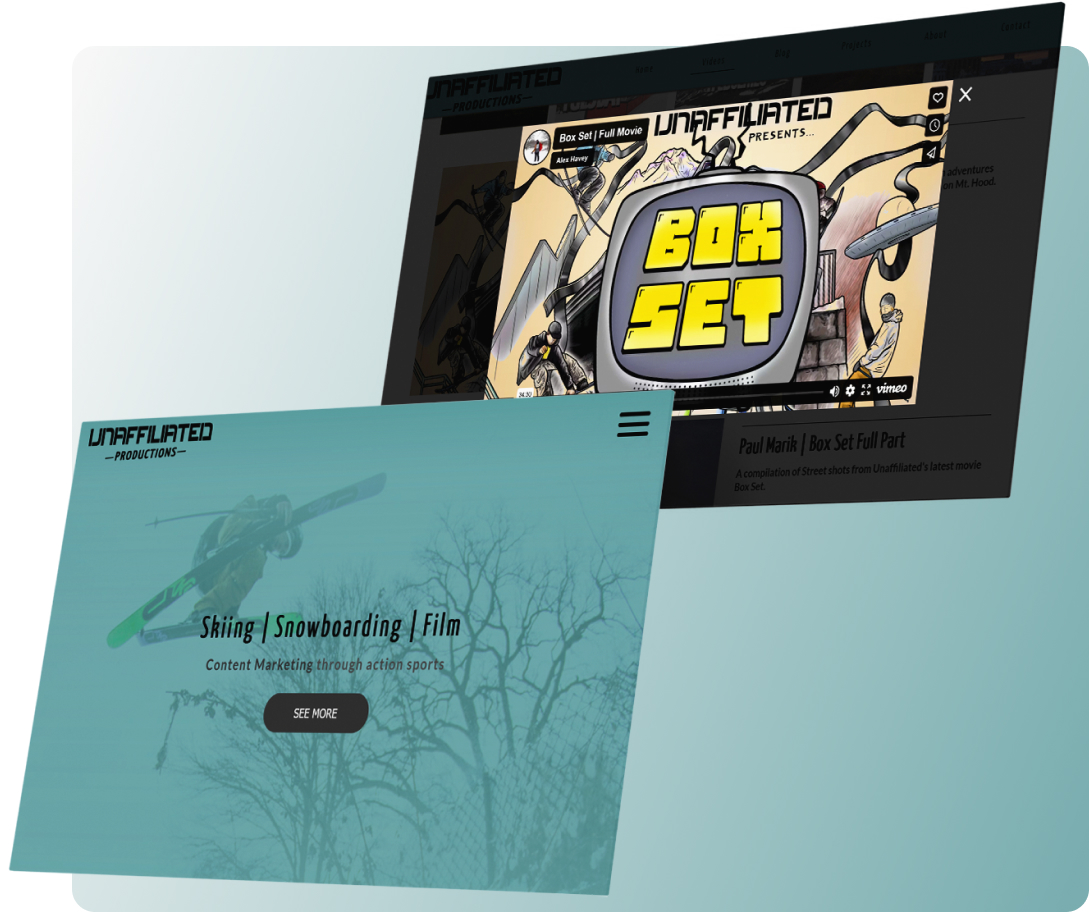 Home
Videos
Blog
Projects
About
Contact
UNAFFILIATED
—PRODUCTIONS—
Box Set | Full Movie
Alex Havey
UNAFFILIATED
PRESENTS...
BOX
SET
adventures
on Mt. Hood.
34:30
vimeo
Paul Marik | Box Set Full Part
A compilation of Street shots from Unaffiliated's latest movie
Box Set.
UNAFFILIATED
—PRODUCTIONS—
Skiing | Snowboarding | Film
Content Marketing through action sports
SEE MORE